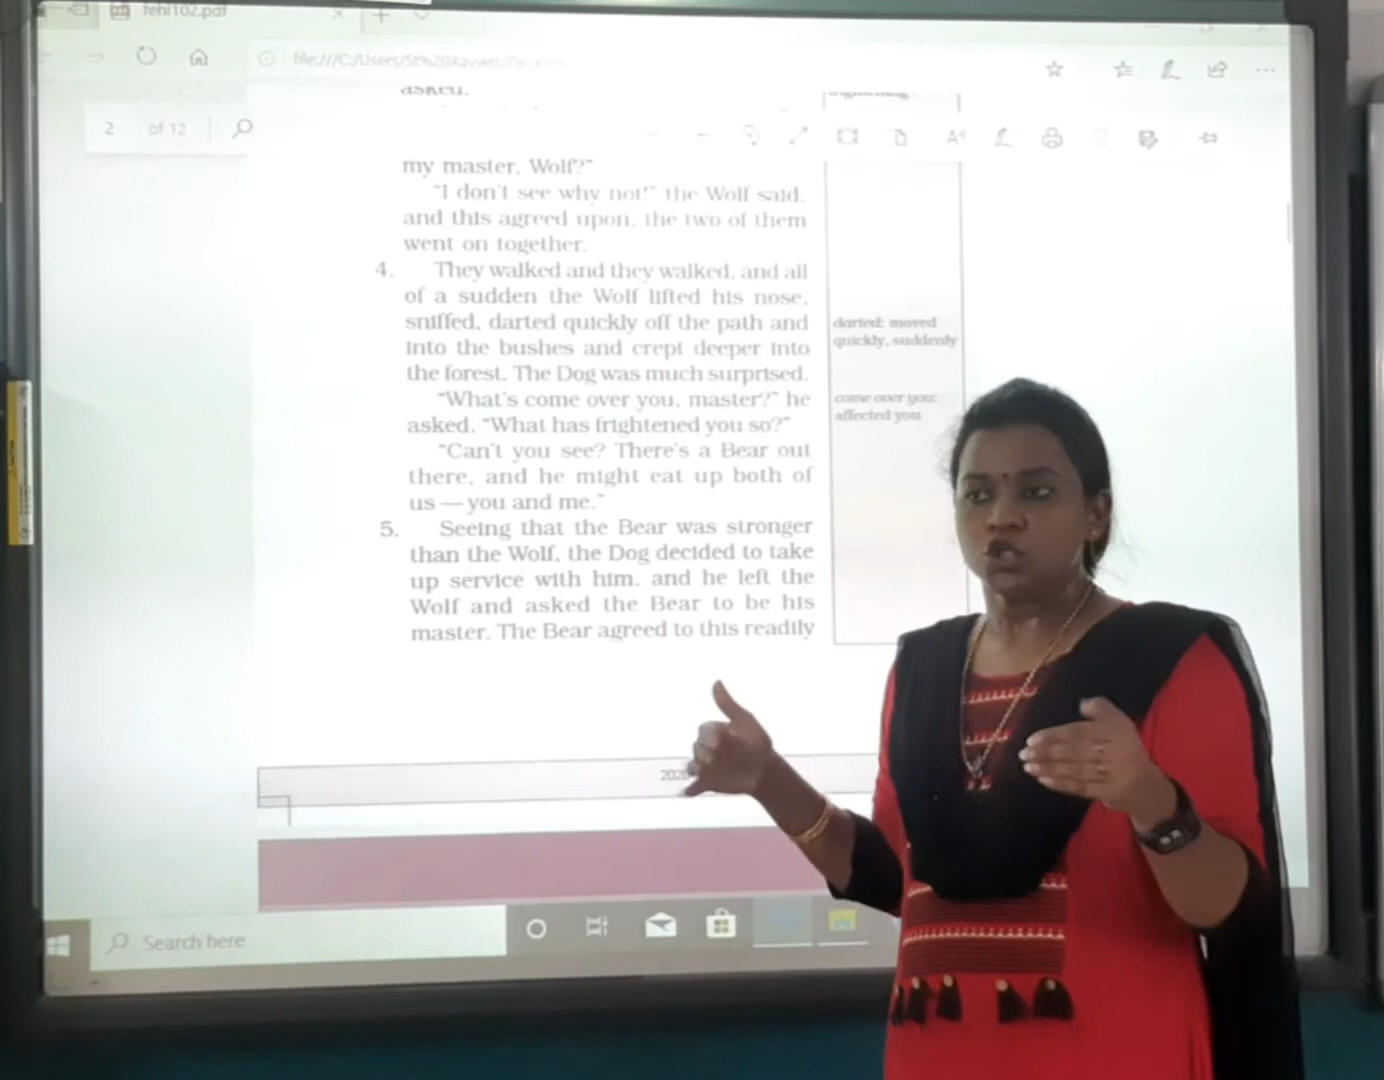 fehl102.pdf
file:///C:/Users/St%20Xaviers/
asked.
2 of 12
my master, Wolf?"
"I don't see why not!" the Wolf said,
and this agreed upon, the two of them
went on together.
4. They walked and they walked, and all
of a sudden the Wolf lifted his nose,
sniffed, darted quickly off the path and
into the bushes and crept deeper into
the forest. The Dog was much surprised.
"What's come over you, master?" he
asked. "What has frightened you so?"
"Can't you see? There's a Bear out
there, and he might eat up both of
us — you and me."
5. Seeing that the Bear was stronger
than the Wolf, the Dog decided to take
up service with him, and he left the
Wolf and asked the Bear to be his
master. The Bear agreed to this readily
darted: moved
quickly, suddenly
come over you:
affected you
Search here